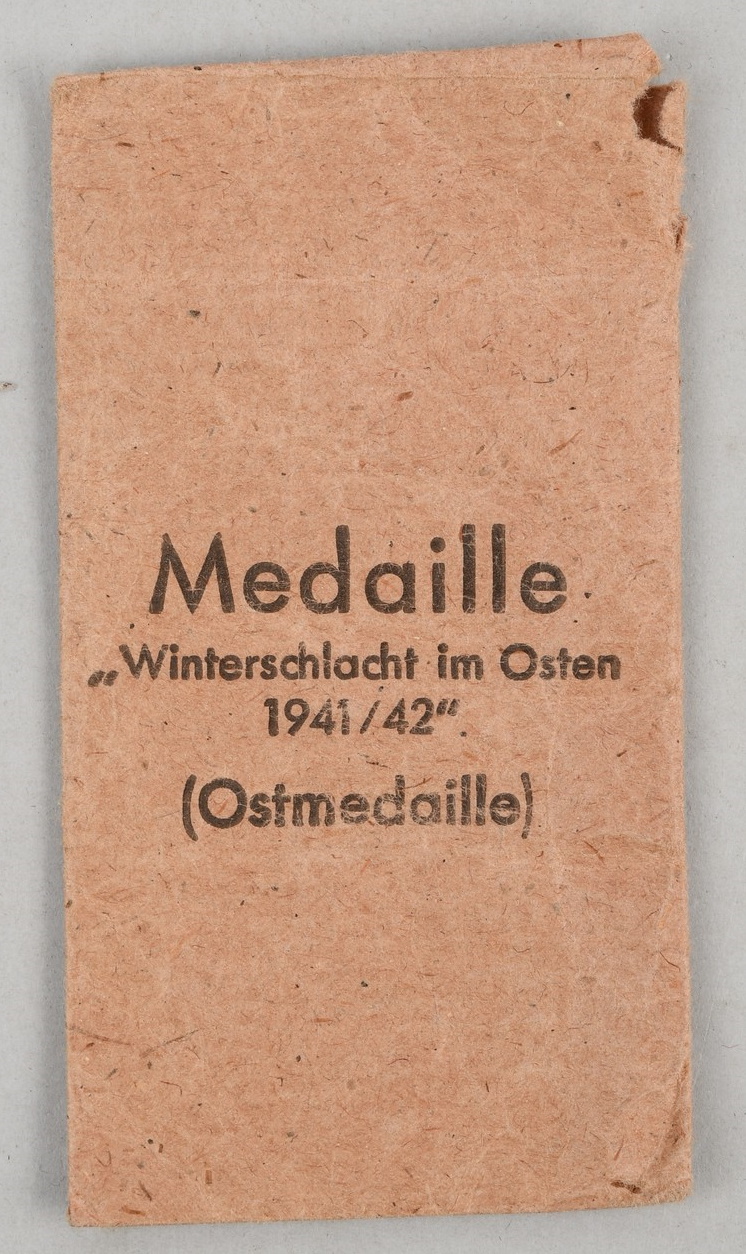 Medaille
„Winterschlacht im Osten
1941/42“.
(Ostmedaille)